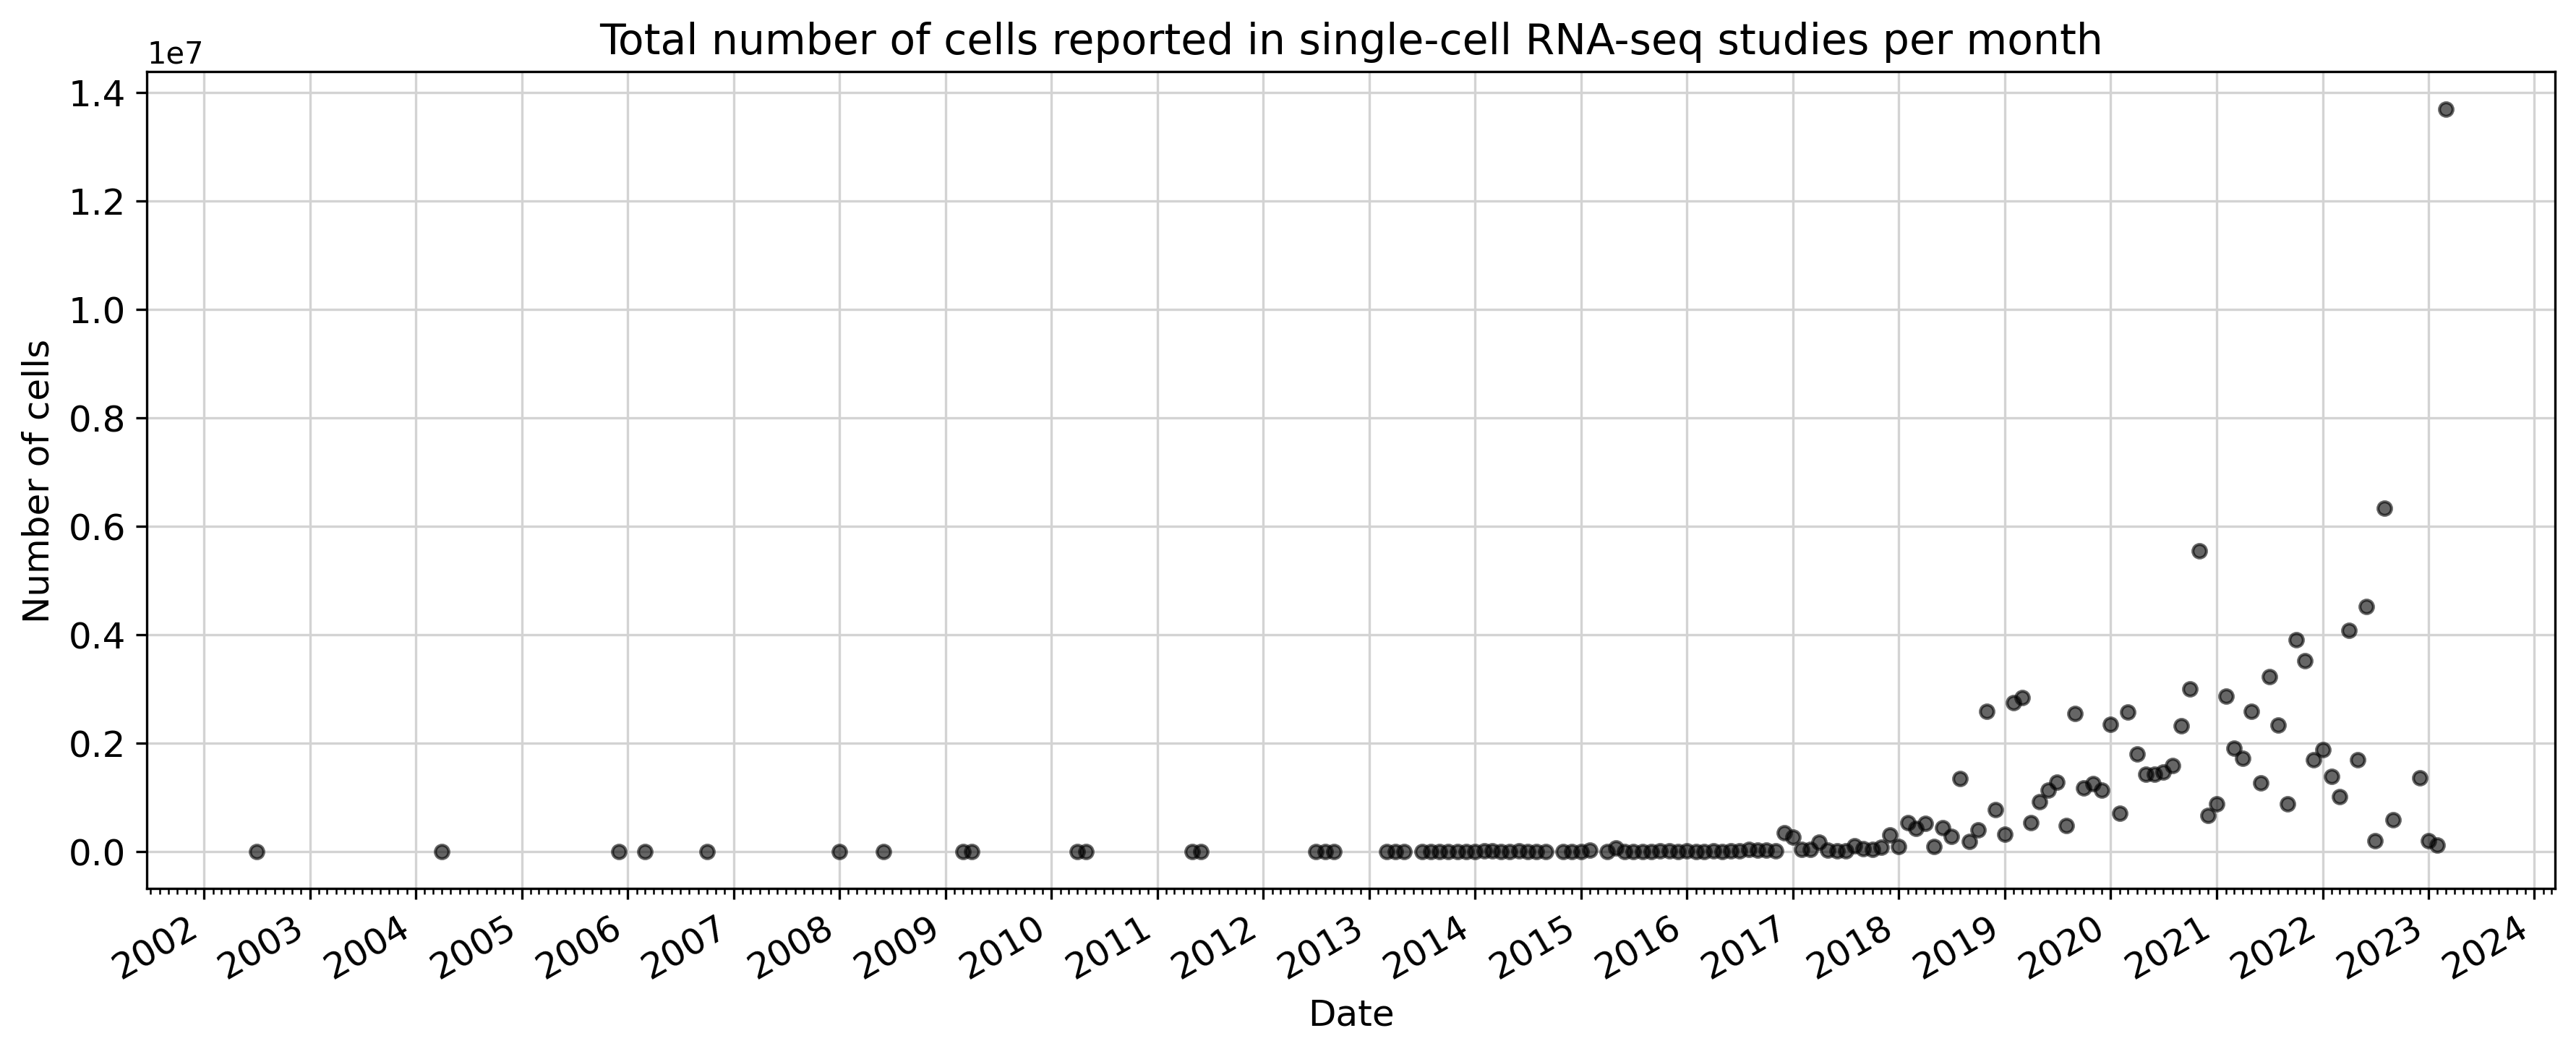 Total number of cells reported in single-cell RNA-seq studies per month
1e7
1.4
1.2
1.0
0.8
0.6
0.4
0.2
0.0
Number of cells
2002 2003 2004 2005 2006 2007 2008 2009 2010 2011 2012 2013 2014 2015 2016 2017 2018 2019 2020 2021 2022 2023 2024
Date